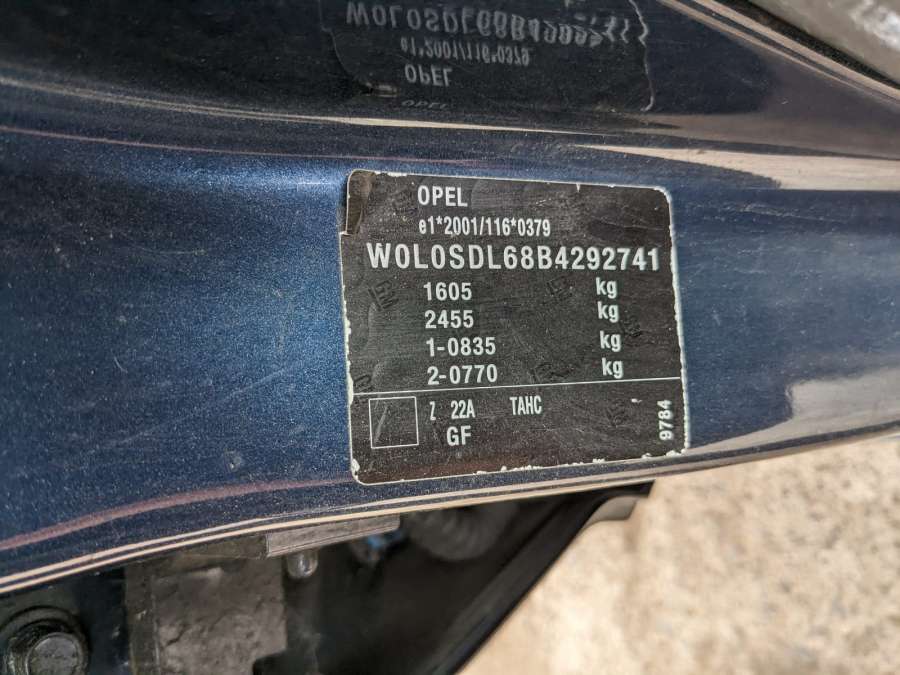 OPEL
e1*2001/116*0379
W0L0SDL68B4292741
1605 kg
2455 kg
1-0835 kg
2-0770 kg
Z 22A TAHC
GF
9784